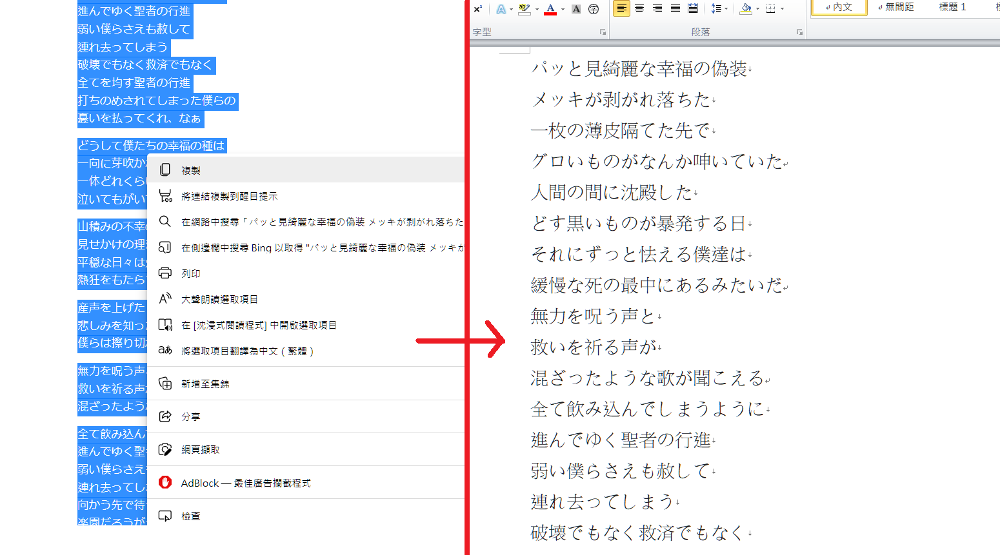 進んでゆく聖者の行進
弱い僕らさえも赦して
連れ去ってしまう
破壊でもなく救済でもなく
全てを均す聖者の行進
打ちのめされてしまった僕らの
憂いを払ってくれ、なぁ
どうして僕たちの幸福の種は
一向に芽吹か
一体どれくら
泣いてもがい
山積みの不幸
見せかけの理
平穏な日々は
熱狂をもたら
産声を上げた
悲しみを知っ
僕らは擦り切
無力を呪う声
救いを祈る声
混ざったよう
全て飲み込ん
進んでゆく聖
弱い僕らさえ
連れ去ってし
向かう先で待
楽園だろうが
複製
將連結複製到醒目提示
在網路中搜尋「パッと見綺麗な幸福の偽装 メッキが剥がれ落ちた
在側邊欄中搜尋 Bing 以取得 "パッと見綺麗な幸福の偽装 メッキが
列印
大聲朗讀選取項目
在 [沈浸式閱讀程式] 中開啟選取項目
aあ 將選取項目翻譯為中文 ( 繁體 )
新增至集錦
分享
網頁擷取
AdBlock — 最佳廣告攔截程式
檢查
x² A aby A A 字
字型
段落
內文
無間距
標題 1
パッと見綺麗な幸福の偽装
メッキが剥がれ落ちた
一枚の薄皮隔てた先で
グロいものがなんか呻いていた
人間の間に沈殿した
どす黒いものが暴発する日
それにずっと怯える僕達は
緩慢な死の最中にあるみたいだ
無力を呪う声と
救いを祈る声が
混ざったような歌が聞こえる
全て飲み込んでしまうように
進んでゆく聖者の行進
弱い僕らさえも赦して
連れ去ってしまう
破壊でもなく救済でもなく